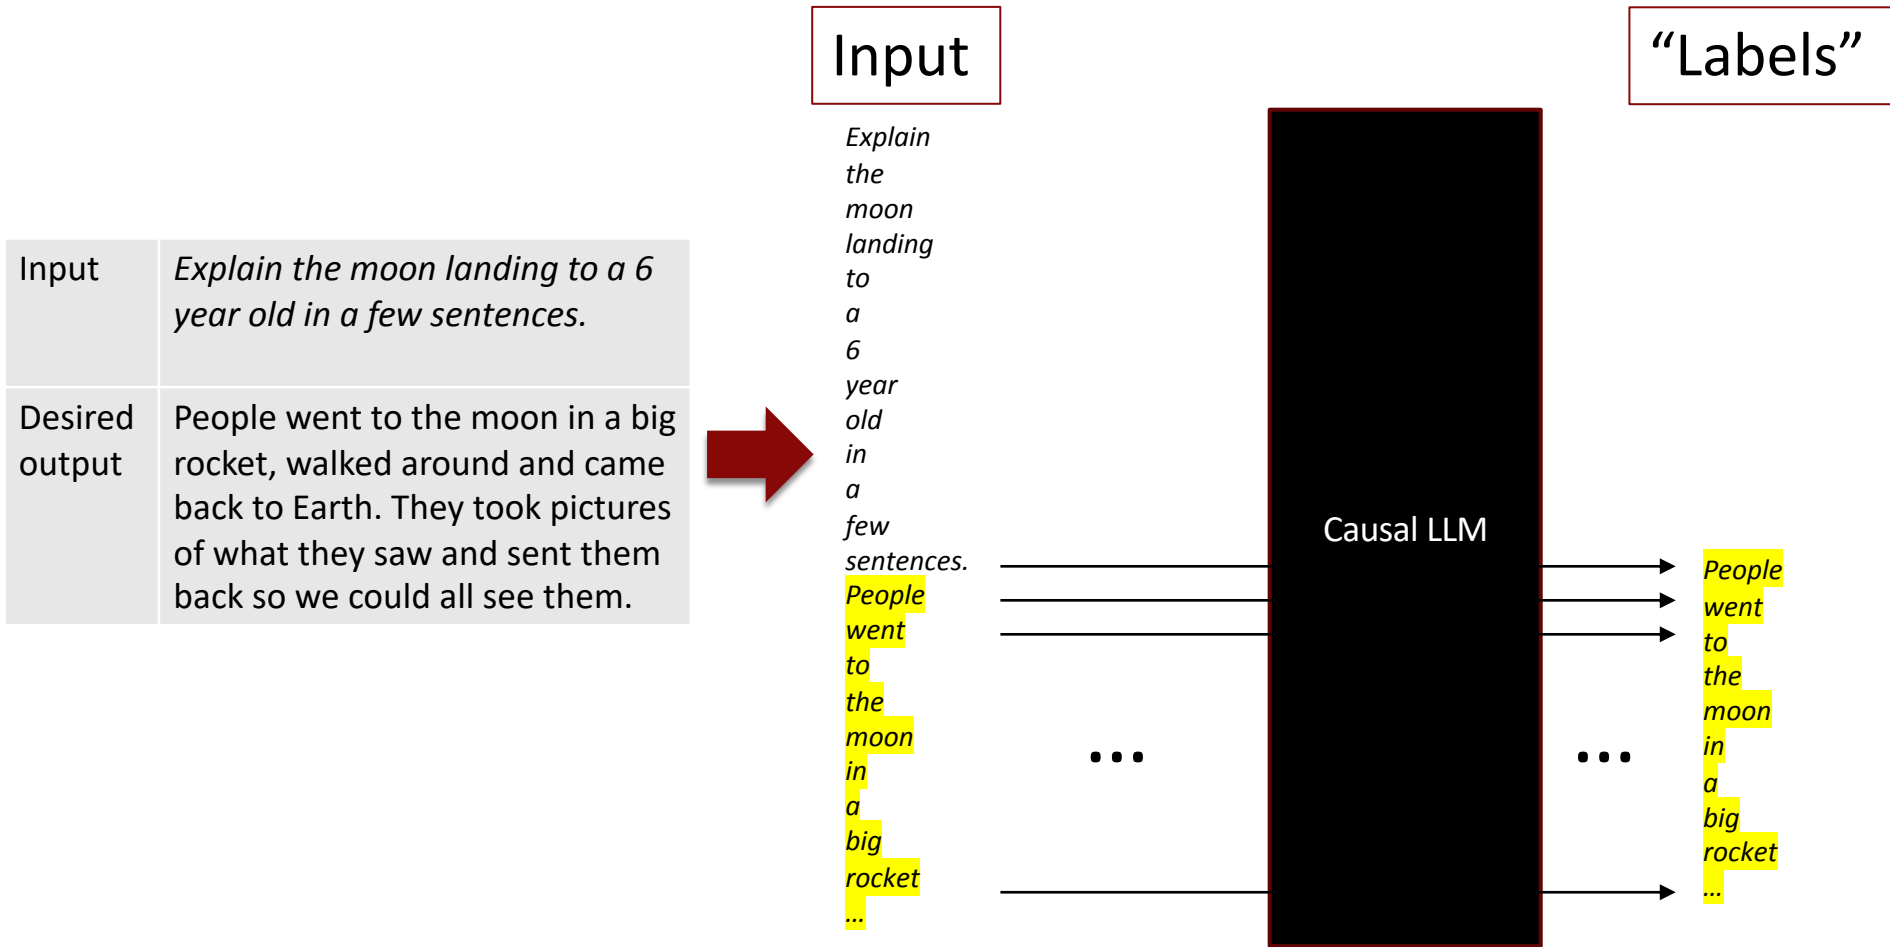 Input
Explain the moon landing to a 6
year old in a few sentences.
Desired
output
People went to the moon in a big
rocket, walked around and came
back to Earth. They took pictures
of what they saw and sent them
back so we could all see them.
Input
Explain
the
moon
landing
to
a
6
year
old
in
a
few
sentences.
People
went
to
the
moon
in
a
big
rocket
...
...
Causal LLM
...
“Labels”
People
went
to
the
moon
in
a
big
rocket
...